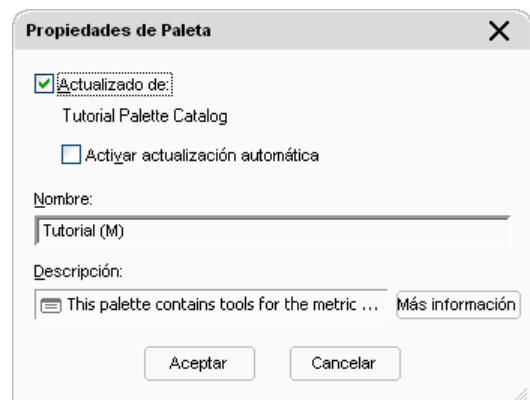 Propiedades de Paleta
Actualizado de:
Tutorial Palette Catalog
Activar actualización automática
Nombre:
Tutorial (M)
Descripción:
This palette contains tools for the metric ... Más información
Aceptar Cancelar